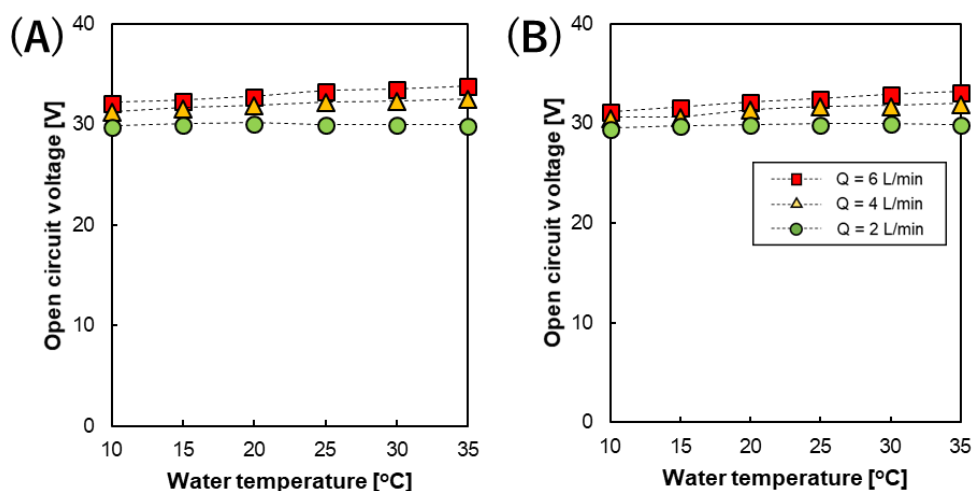 (A)
Open circuit voltage [V]
40
30
20
10
0
10 15 20 25 30 35
Water temperature [°C]
(B)
Open circuit voltage [V]
40
30
20
10
0
Q = 6 L/min
Q = 4 L/min
Q = 2 L/min
10 15 20 25 30 35
Water temperature [°C]